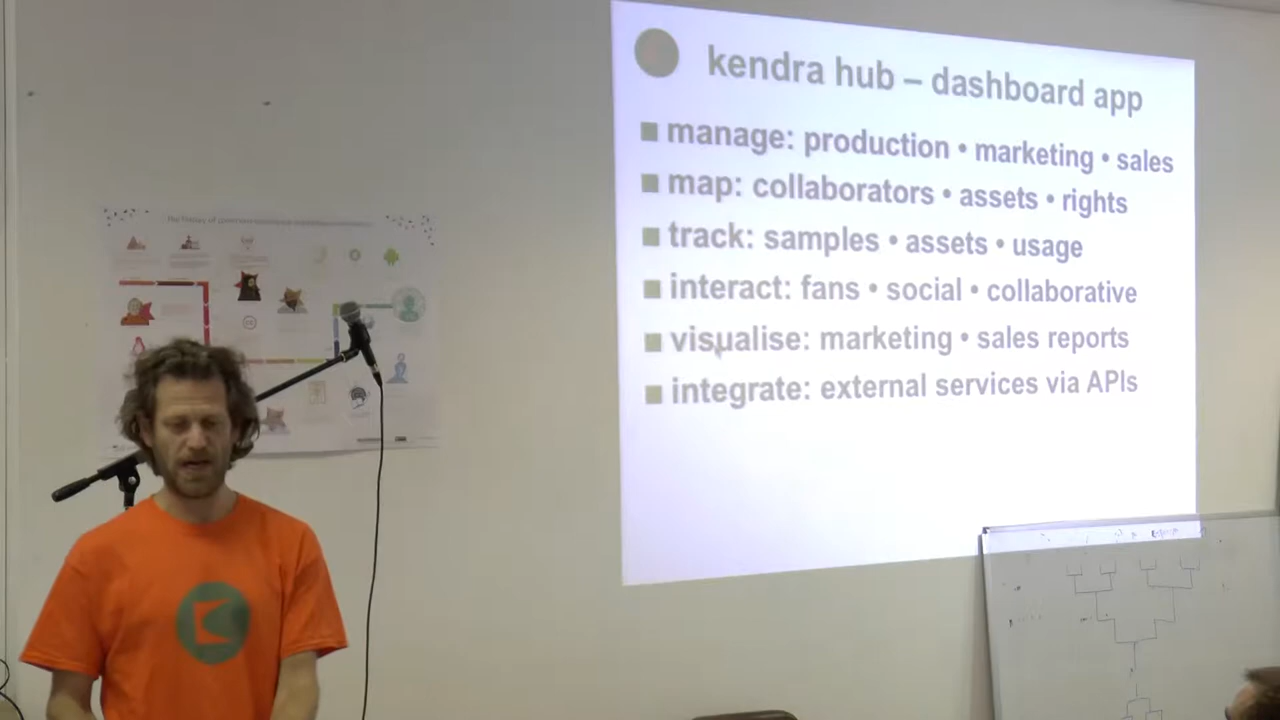 kendra hub – dashboard app
manage: production • marketing • sales
map: collaborators • assets • rights
track: samples • assets • usage
interact: fans • social • collaborative
visualise: marketing • sales reports
integrate: external services via APIs